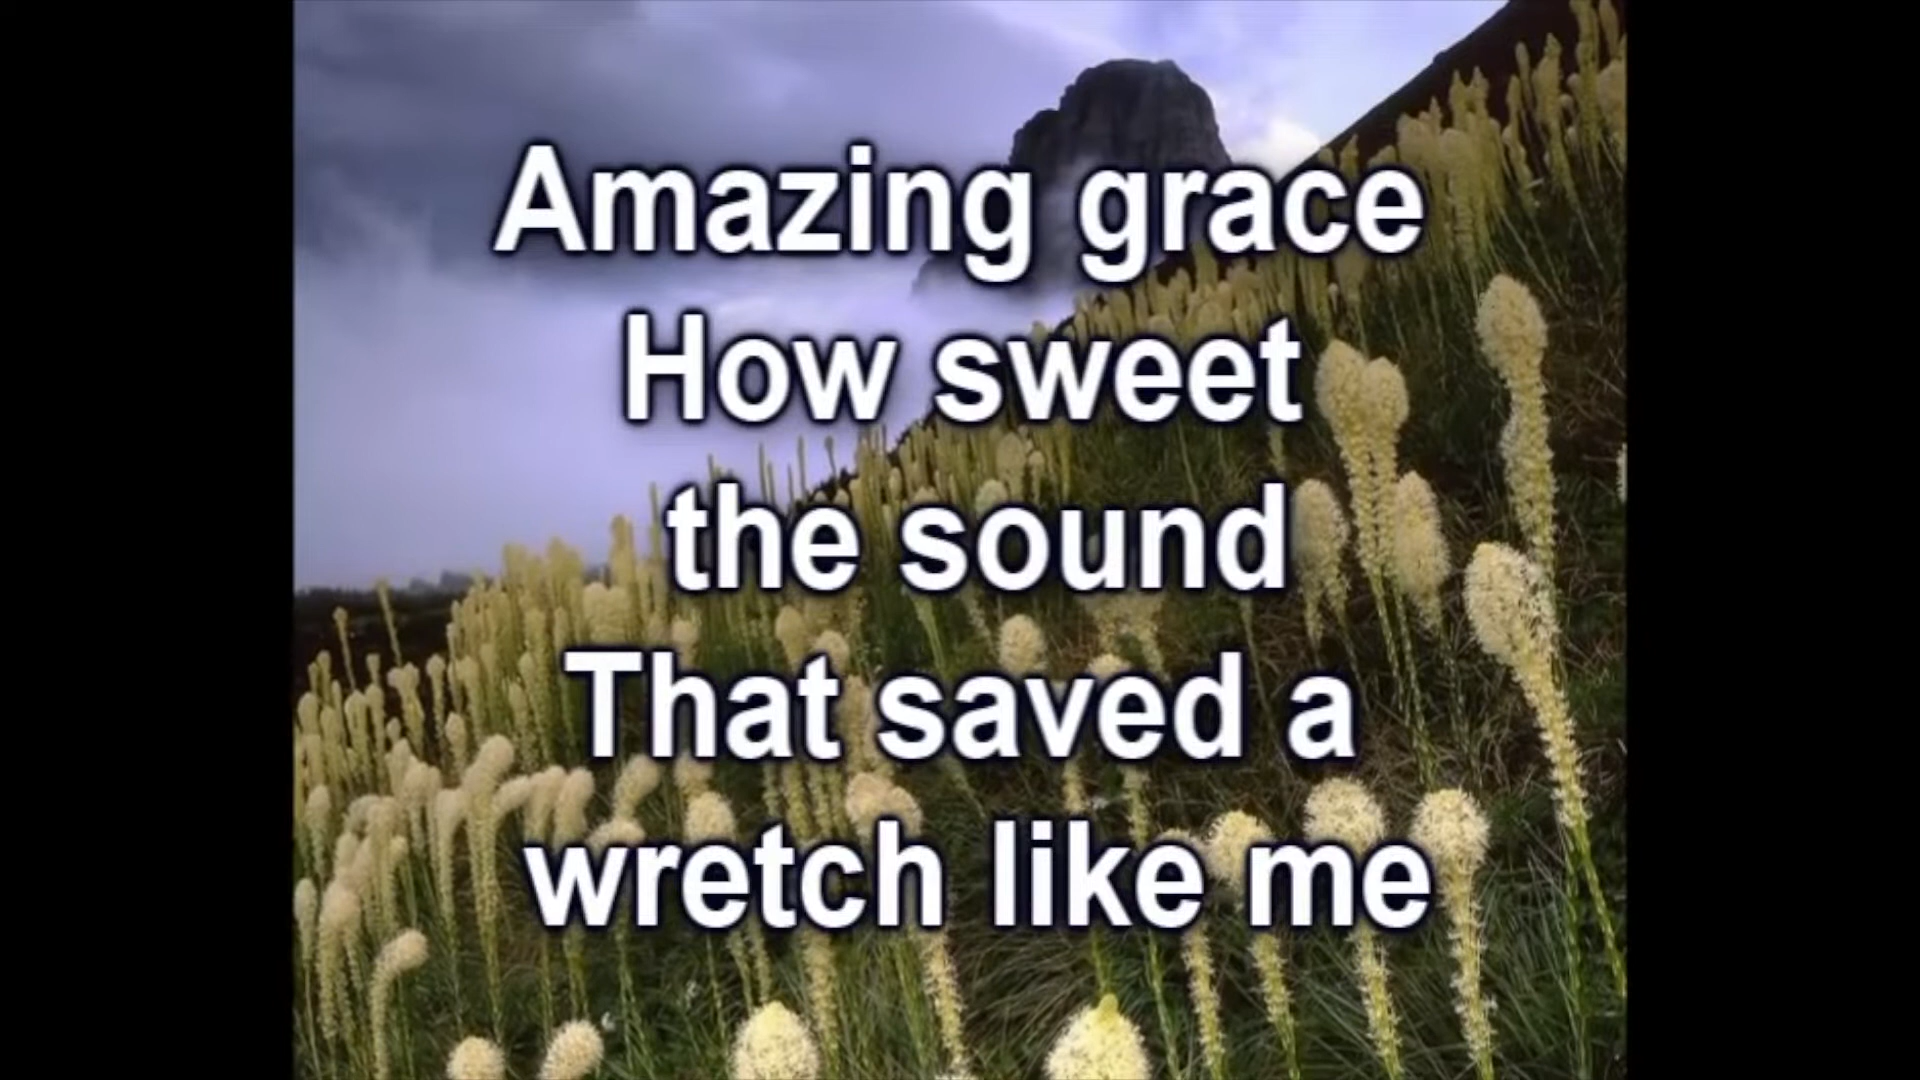 Amazing grace
How sweet
the sound
That saved a
wretch like me